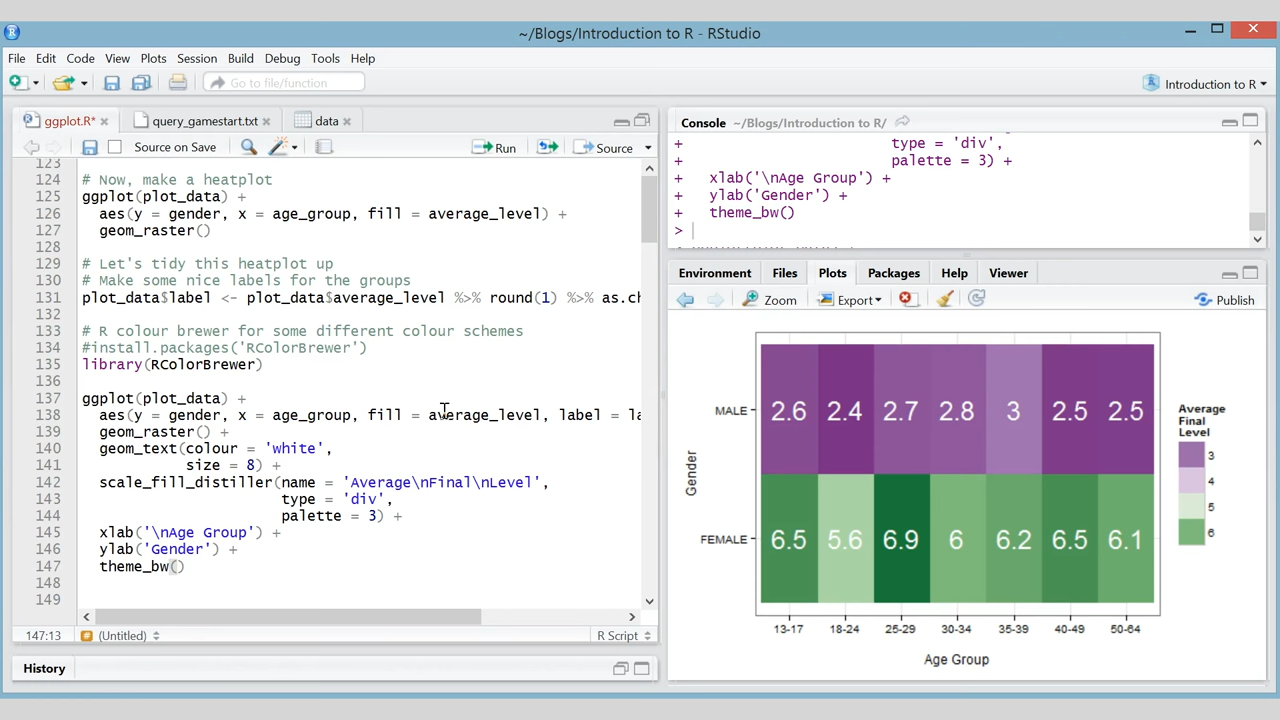 ~/Blogs/Introduction to R - RStudio
File Edit Code View Plots Session Build Debug Tools Help
Go to file/function
Introduction to R
ggplot.R* query_gamestart.txt data
Source on Save Run Source
123
124 # Now, make a heatplot
125 ggplot(plot_data) +
126 aes(y = gender, x = age_group, fill = average_level) +
127 geom_raster()
128
129 # Let's tidy this heatplot up
130 # Make some nice labels for the groups
131 plot_data$label <- plot_data$average_level %>% round(1) %>% as.ch
132
133 # R colour brewer for some different colour schemes
134 #install.packages('RColorBrewer')
135 library(RColorBrewer)
136
137 ggplot(plot_data) +
138 aes(y = gender, x = age_group, fill = average_level, label = la
139 geom_raster() +
140 geom_text(colour = 'white',
141 size = 8) +
142 scale_fill_distiller(name = 'Average\nFinal\nLevel',
143 type = 'div',
144 palette = 3) +
145 xlab('\nAge Group') +
146 ylab('Gender') +
147 theme_bw()
148
149
147:13 (Untitled) R Script
History
Console ~/Blogs/Introduction to R/
+ type = 'div',
+ palette = 3) +
+ xlab('\nAge Group') +
+ ylab('Gender') +
+ theme_bw()
>
Environment Files Plots Packages Help Viewer
Zoom Export Publish
MALE 2.6 2.4 2.7 2.8 3 2.5 2.5
FEMALE 6.5 5.6 6.9 6 6.2 6.5 6.1
Gender
13-17 18-24 25-29 30-34 35-39 40-49 50-64
Age Group
Average
Final
Level
3
4
5
6